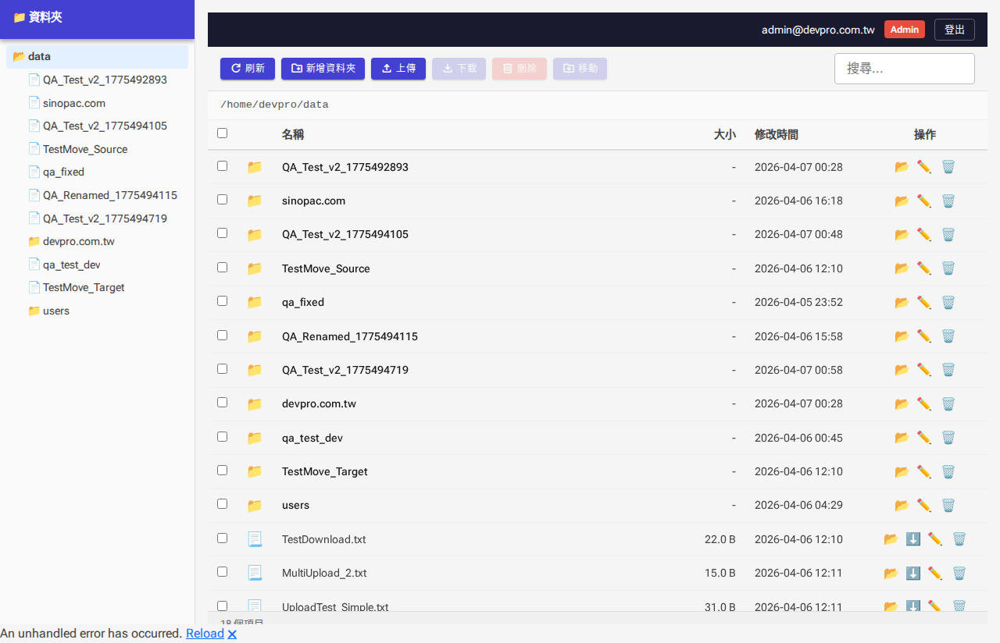 資料夾
data
QA_Test_v2_1775492893
sinopac.com
QA_Test_v2_1775494105
TestMove_Source
qa_fixed
QA_Renamed_1775494115
QA_Test_v2_1775494719
devpro.com.tw
qa_test_dev
TestMove_Target
users
admin@devpro.com.tw Admin 登出
刷新 新增資料夾 上傳 下載 刪除 移動 搜尋...
/home/devpro/data
名稱 大小 修改時間 操作
QA_Test_v2_1775492893 - 2026-04-07 00:28
sinopac.com - 2026-04-06 16:18
QA_Test_v2_1775494105 - 2026-04-07 00:48
TestMove_Source - 2026-04-06 12:10
qa_fixed - 2026-04-05 23:52
QA_Renamed_1775494115 - 2026-04-06 15:58
QA_Test_v2_1775494719 - 2026-04-07 00:58
devpro.com.tw - 2026-04-07 00:28
qa_test_dev - 2026-04-06 00:45
TestMove_Target - 2026-04-06 12:10
users - 2026-04-06 04:29
TestDownload.txt 22.0 B 2026-04-06 12:10
MultiUpload_2.txt 15.0 B 2026-04-06 12:11
UploadTest_Simple.txt 31.0 B 2026-04-06 12:11
18 個項目
An unhandled error has occurred. Reload X